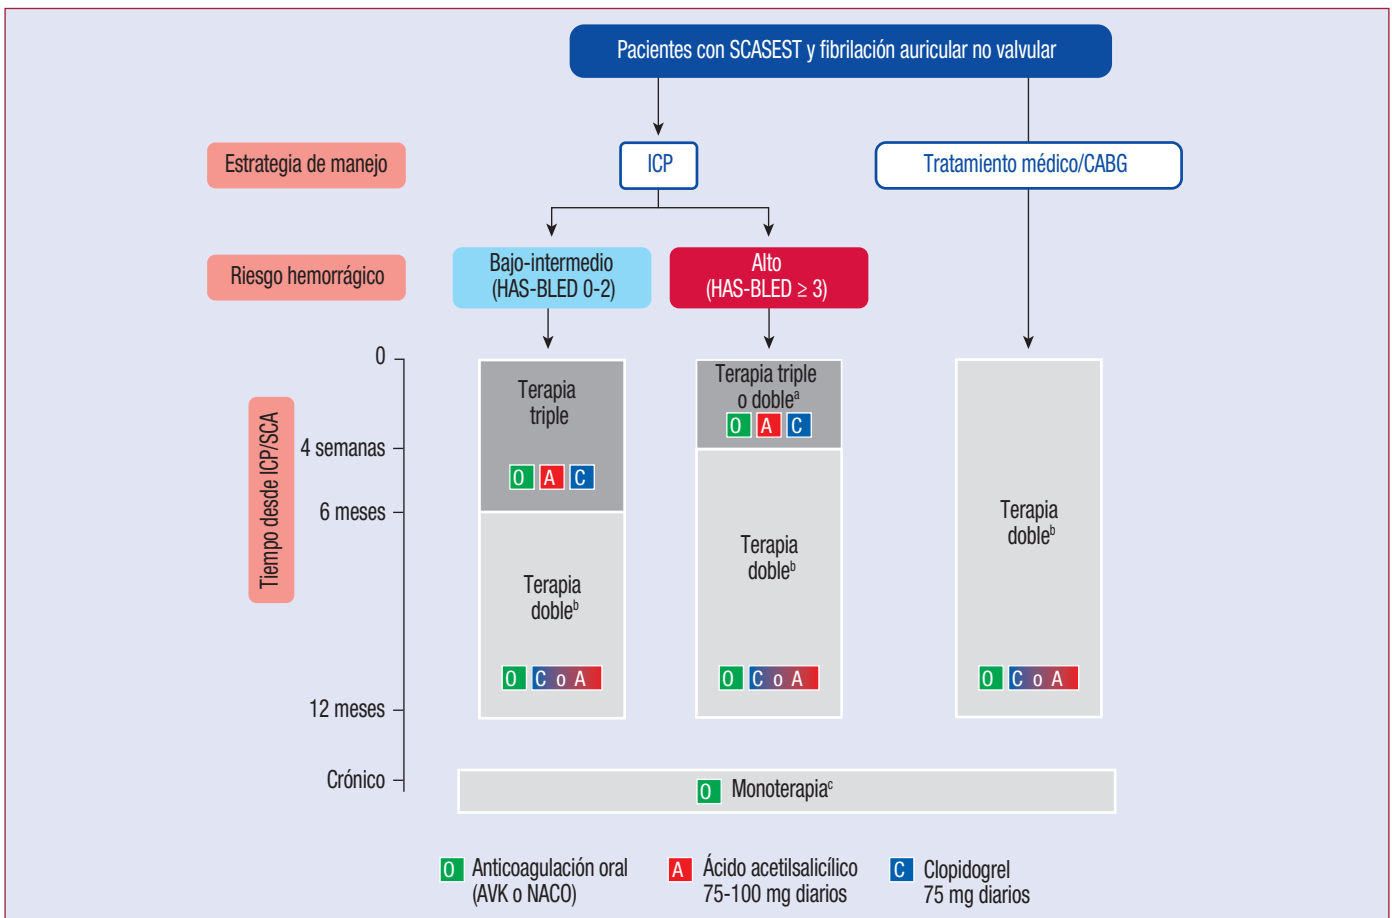 Pacientes con SCASEST y fibrilación auricular no valvular
Estrategia de manejo
ICP
Tratamiento médico/CABG
Riesgo hemorrágico
Bajo-intermedio
(HAS-BLED 0-2)
Alto
(HAS-BLED ≥ 3)
Tiempo desde ICP/SCA
0
4 semanas
6 meses
12 meses
Crónico
Terapia
triple
O A C
Terapia
dobleᵇ
O C o A
Terapia triple
o dobleᵃ
O A C
Terapia
dobleᵇ
O C o A
Terapia
dobleᵇ
O C o A
O Monoterapiaᶜ
O Anticoagulación oral
(AVK o NACO)
A Ácido acetilsalicílico
75-100 mg diarios
C Clopidogrel
75 mg diarios